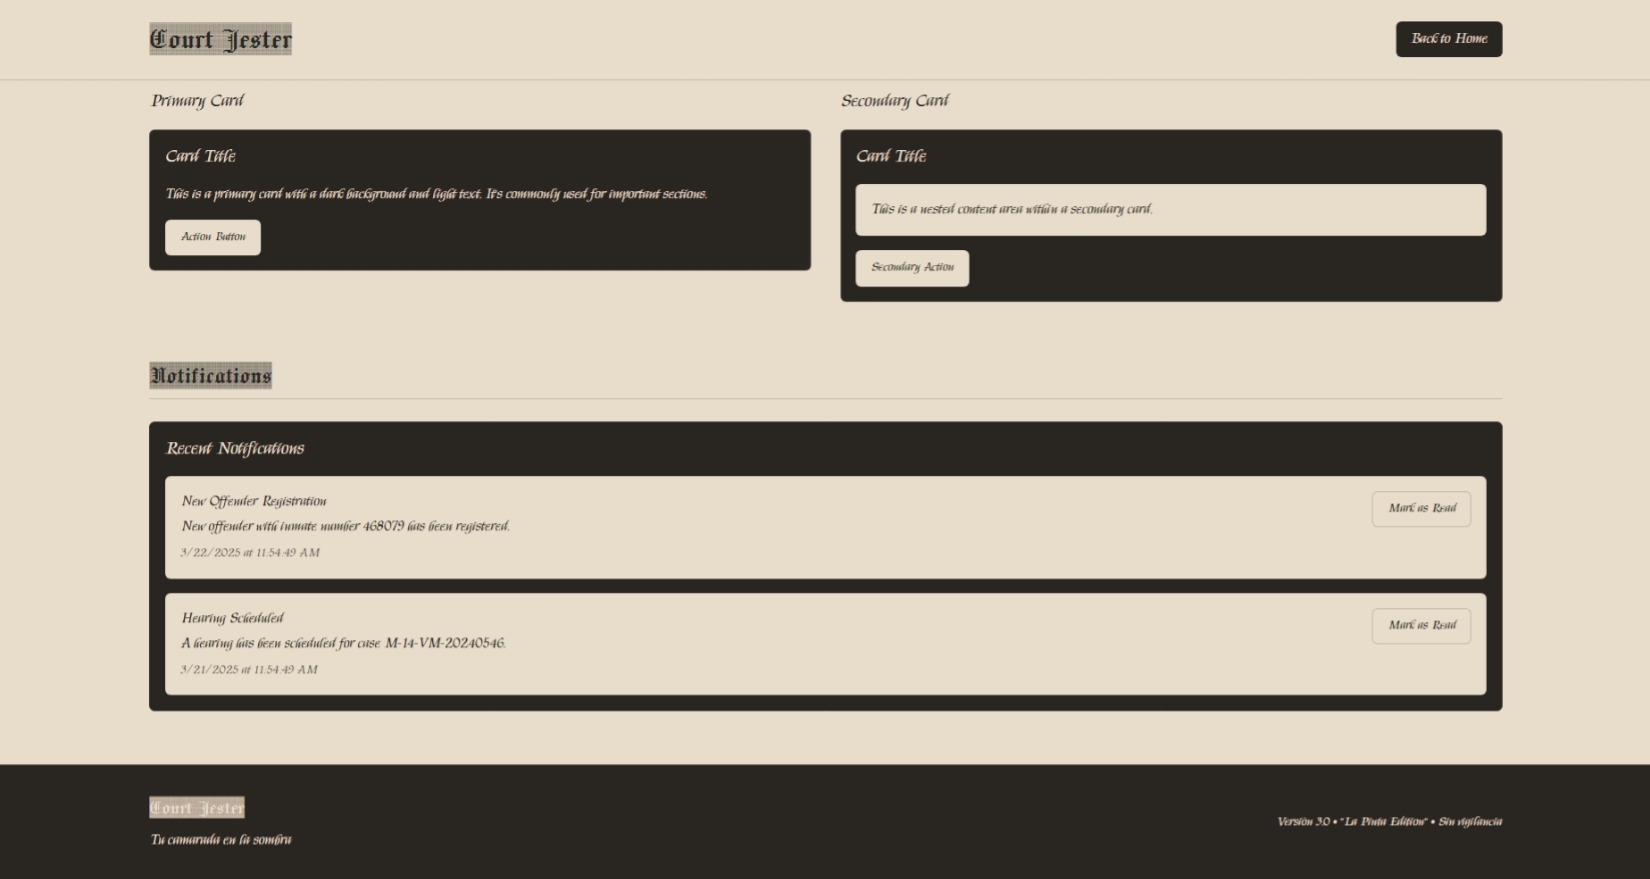 Court Jester
Back to Home
Primary Card
Card Title
This is a primary card with a dark background and light text. It's commonly used for important sections.
Action Button
Secondary Card
Card Title
This is a nested content area within a secondary card.
Secondary Action
Notifications
Recent Notifications
New Offender Registration
New offender with inmate number 468079 has been registered.
3/22/2025 at 11:54:49 AM
Mark as Read
Hearing Scheduled
A hearing has been scheduled for case M-14-VM-20240546.
3/21/2025 at 11:54:49 AM
Mark as Read
Court Jester
Tu camarada en la sombra
Versión 3.0 • "La Pinta Edition" • Sin vigilancia